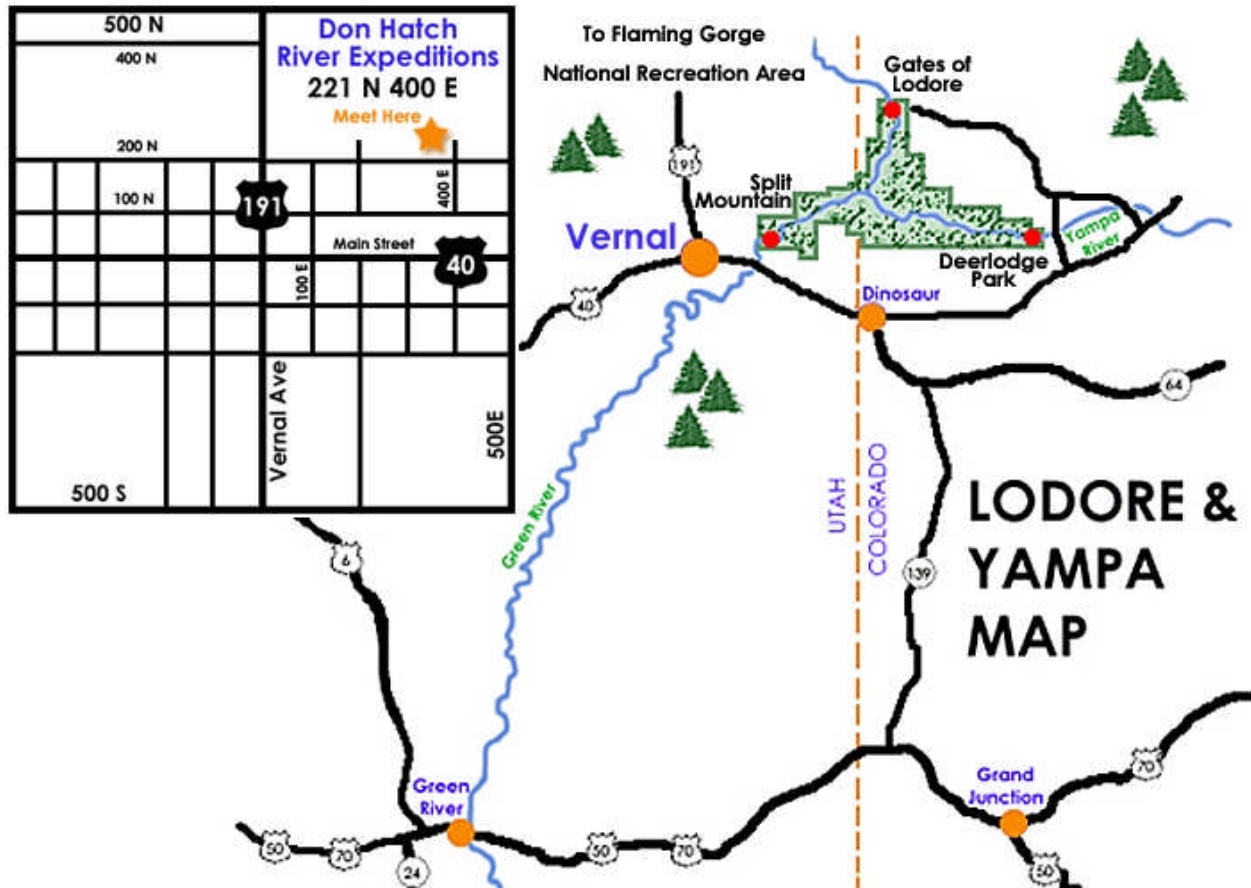 500 N
400 N
Don Hatch
River Expeditions
221 N 400 E
Meet Here
200 N
100 N
191
400 E
Main Street
40
100 E
Vernal Ave
500E
500 S
To Flaming Gorge
National Recreation Area
191
Gates of
Lodore
Split
Mountain
Vernal
Yampa
River
Deerlodge
Park
Dinosaur
40
64
Green River
UTAH
COLORADO
139
LODORE &
YAMPA
MAP
6
Green
River
50
70
24
50
70
Grand
Junction
70
50